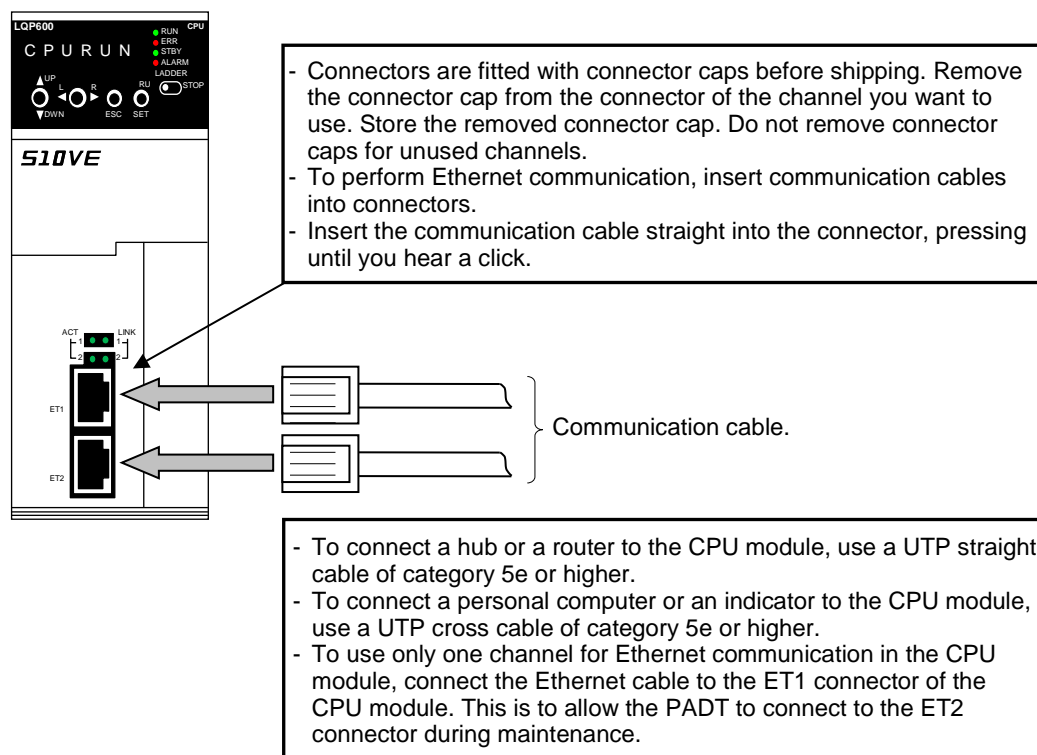 LQP600 CPU
RUN
ERR
CPURUN
STBY
ALARM
LADDER
UP L R RU STOP
DWN ESC SET
S10VE
- Connectors are fitted with connector caps before shipping. Remove
the connector cap from the connector of the channel you want to
use. Store the removed connector cap. Do not remove connector
caps for unused channels.
- To perform Ethernet communication, insert communication cables
into connectors.
- Insert the communication cable straight into the connector, pressing
until you hear a click.
ACT LINK
1 1
2 2
ET1
ET2
Communication cable.
- To connect a hub or a router to the CPU module, use a UTP straight
cable of category 5e or higher.
- To connect a personal computer or an indicator to the CPU module,
use a UTP cross cable of category 5e or higher.
- To use only one channel for Ethernet communication in the CPU
module, connect the Ethernet cable to the ET1 connector of the
CPU module. This is to allow the PADT to connect to the ET2
connector during maintenance.